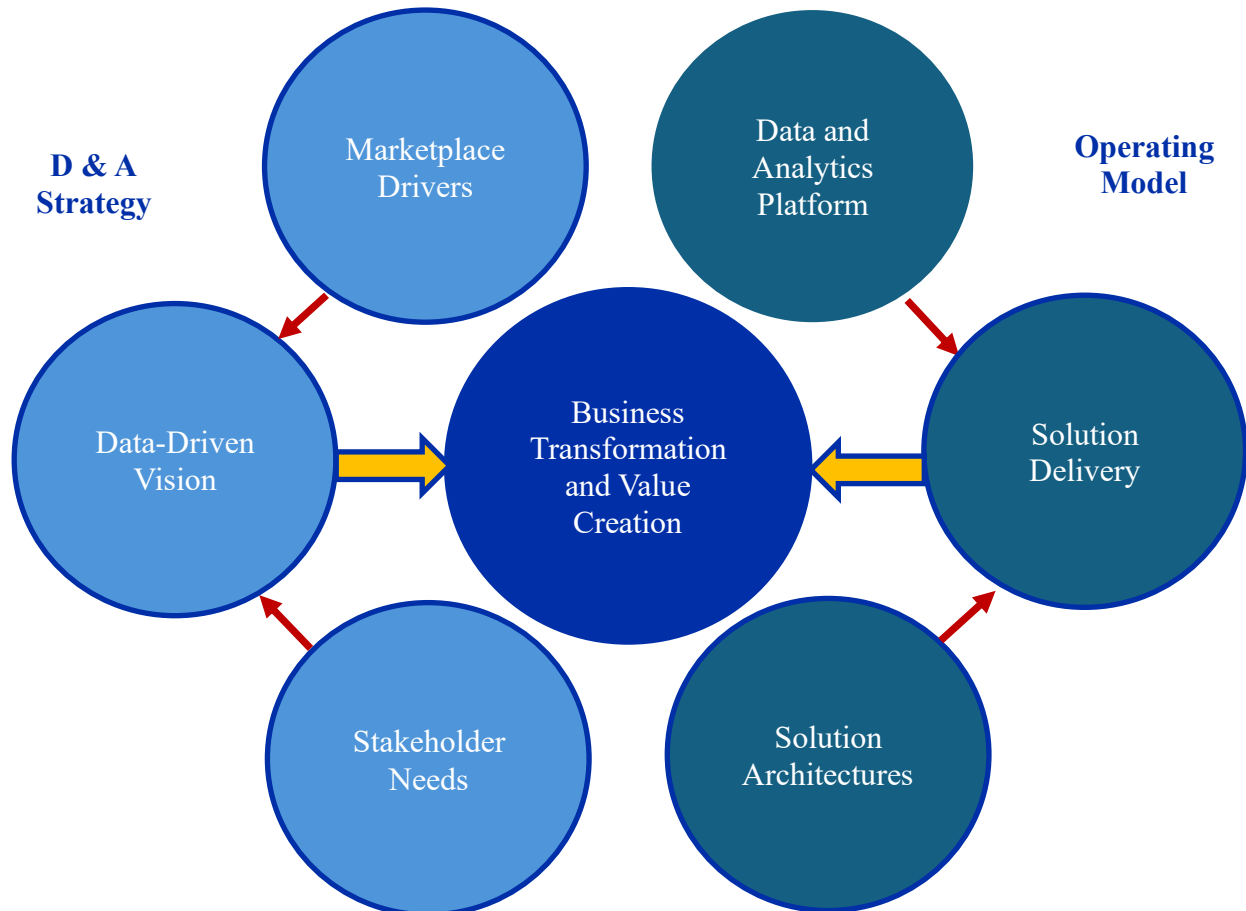 D & A
Strategy
Marketplace
Drivers
Data and
Analytics
Platform
Operating
Model
Data-Driven
Vision
Business
Transformation
and Value
Creation
Solution
Delivery
Stakeholder
Needs
Solution
Architectures